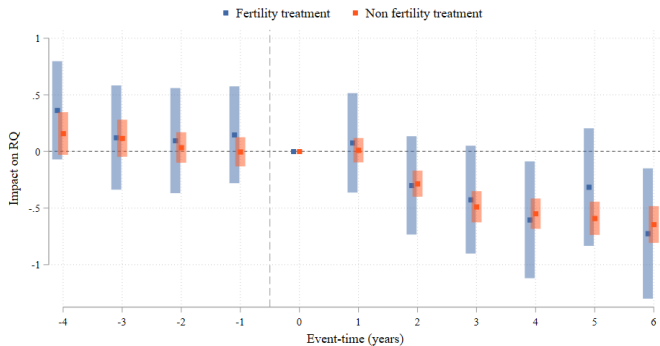 Fertility treatment Non fertility treatment
1
.5
0
-.5
-1
Impact on RQ
-4 -3 -2 -1 0 1 2 3 4 5 6
Event-time (years)